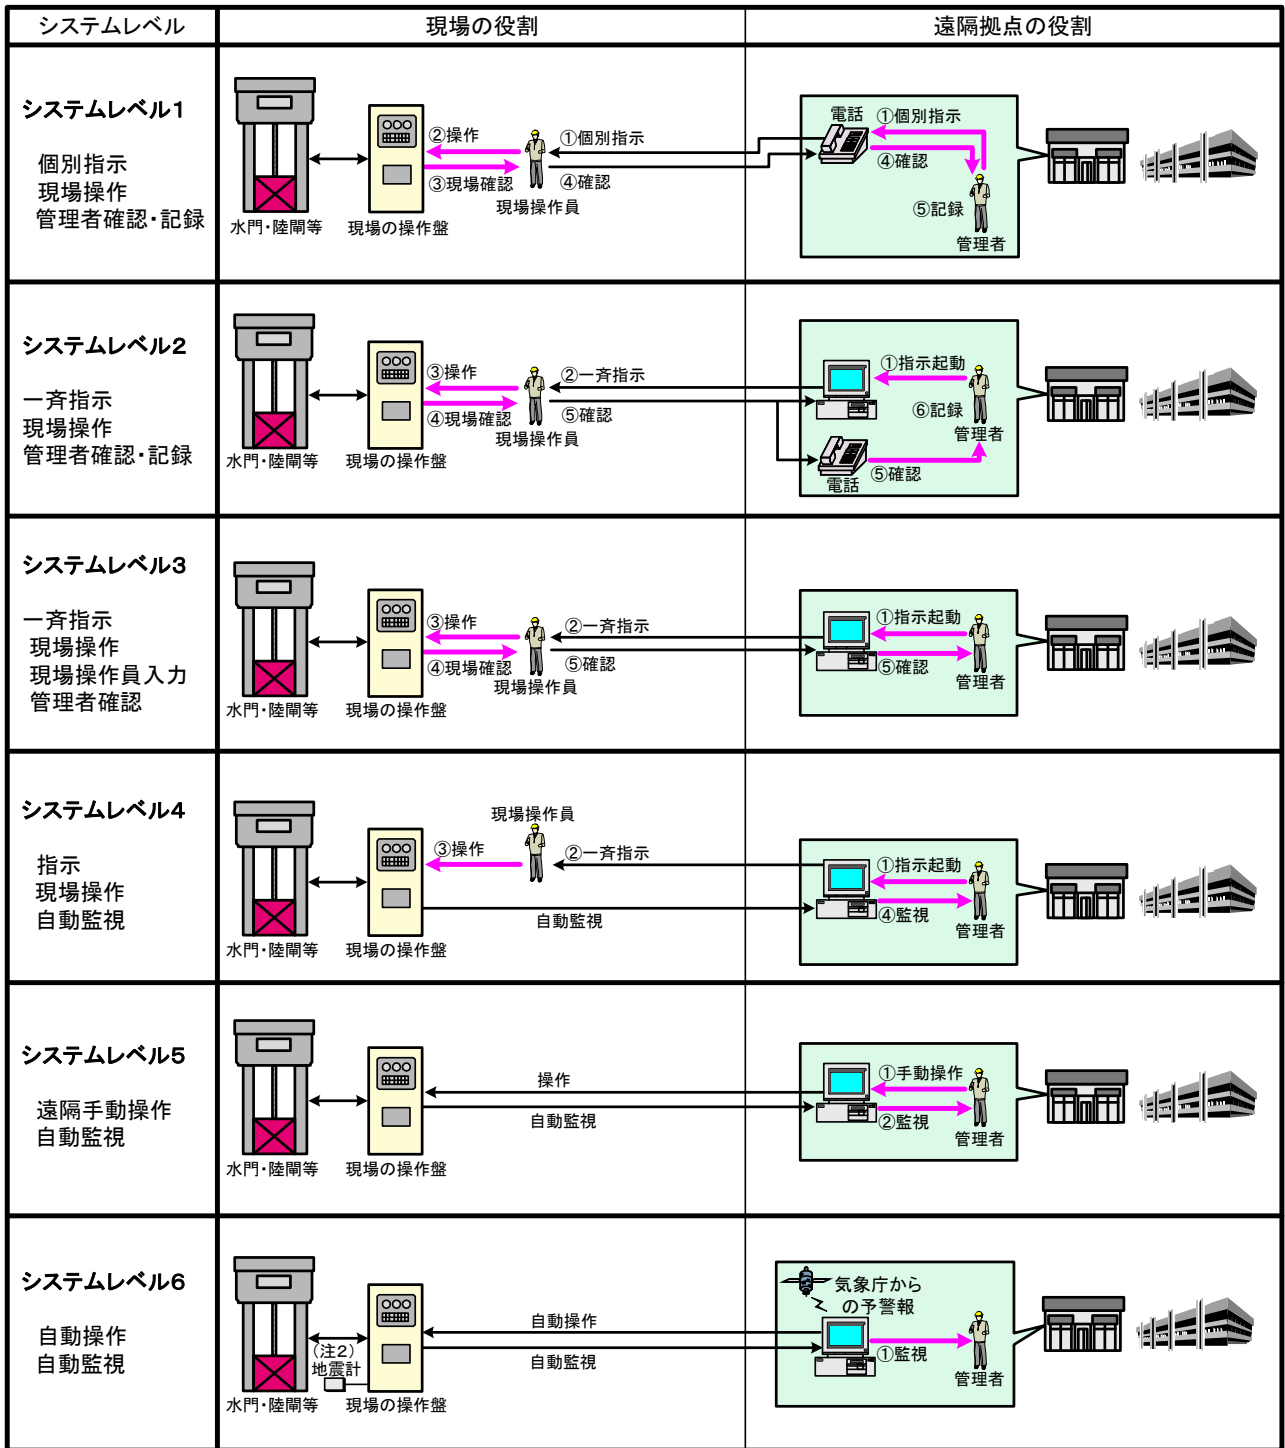 システムレベル
現場の役割
遠隔拠点の役割
システムレベル1
個別指示
現場操作
管理者確認・記録
②操作
③現場確認
①個別指示
④確認
現場操作員
水門・陸閘等
現場の操作盤
電話
①個別指示
④確認
⑤記録
管理者
システムレベル2
一斉指示
現場操作
管理者確認・記録
③操作
④現場確認
②一斉指示
⑤確認
現場操作員
水門・陸閘等
現場の操作盤
①指示起動
⑥記録
管理者
⑤確認
電話
システムレベル3
一斉指示
現場操作
現場操作員入力
管理者確認
③操作
④現場確認
②一斉指示
⑤確認
現場操作員
水門・陸閘等
現場の操作盤
①指示起動
⑤確認
管理者
システムレベル4
指示
現場操作
自動監視
現場操作員
③操作
②一斉指示
自動監視
水門・陸閘等
現場の操作盤
①指示起動
④監視
管理者
システムレベル5
遠隔手動操作
自動監視
操作
自動監視
水門・陸閘等
現場の操作盤
①手動操作
②監視
管理者
システムレベル6
自動操作
自動監視
(注2)
地震計
自動操作
自動監視
水門・陸閘等
現場の操作盤
気象庁から
の予警報
①監視
管理者